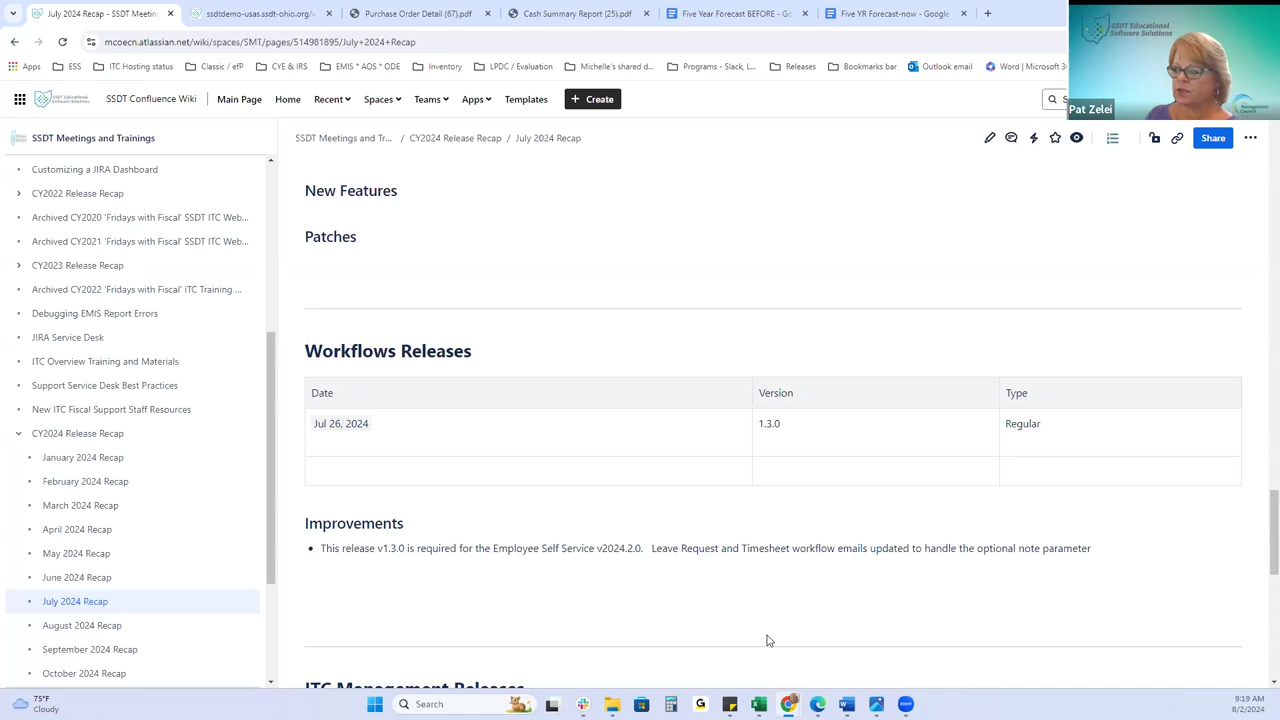 July 2024 Recap - SSDT Meetin
ssdtdemo-usas.ssdt-ohio.org/
Purchase Order Detail (67).pdf
Cash Summary Report (25).pdf
Five Year Forecast BEFORE - Go
Five YR Forecast-now - Google
mcoecn.atlassian.net/wiki/spaces/SMT/pages/514981895/July+2024+Recap
Apps
ESS
ITC Hosting status
Classic / efP
CYE & IRS
EMIS * AOS * ODE
Inventory
LPDC / Evaluation
Michelle's shared d...
Programs - Slack, L...
Releases
Bookmarks bar
Outlook email
Word | Microsoft 36
SSDT Educational
Software Solutions
Management
Council
Pat Zelei
SSDT Confluence Wiki
Main Page
Home
Recent
Spaces
Teams
Apps
Templates
+ Create
SSDT Meetings and Trainings
SSDT Meetings and Tr... / CY2024 Release Recap / July 2024 Recap
Share
Customizing a JIRA Dashboard
CY2022 Release Recap
Archived CY2020 'Fridays with Fiscal' SSDT ITC Web...
Archived CY2021 'Fridays with Fiscal' SSDT ITC Web...
CY2023 Release Recap
Archived CY2022 'Fridays with Fiscal' ITC Training ...
Debugging EMIS Report Errors
JIRA Service Desk
ITC Overview Training and Materials
Support Service Desk Best Practices
New ITC Fiscal Support Staff Resources
CY2024 Release Recap
January 2024 Recap
February 2024 Recap
March 2024 Recap
April 2024 Recap
May 2024 Recap
June 2024 Recap
July 2024 Recap
August 2024 Recap
September 2024 Recap
October 2024 Recap
New Features
Patches
Workflows Releases
Date Version Type
Jul 26, 2024 1.3.0 Regular
Improvements
• This release v1.3.0 is required for the Employee Self Service v2024.2.0. Leave Request and Timesheet workflow emails updated to handle the optional note parameter
ITC Management Releases
75°F
Cloudy
Search
9:19 AM
8/2/2024